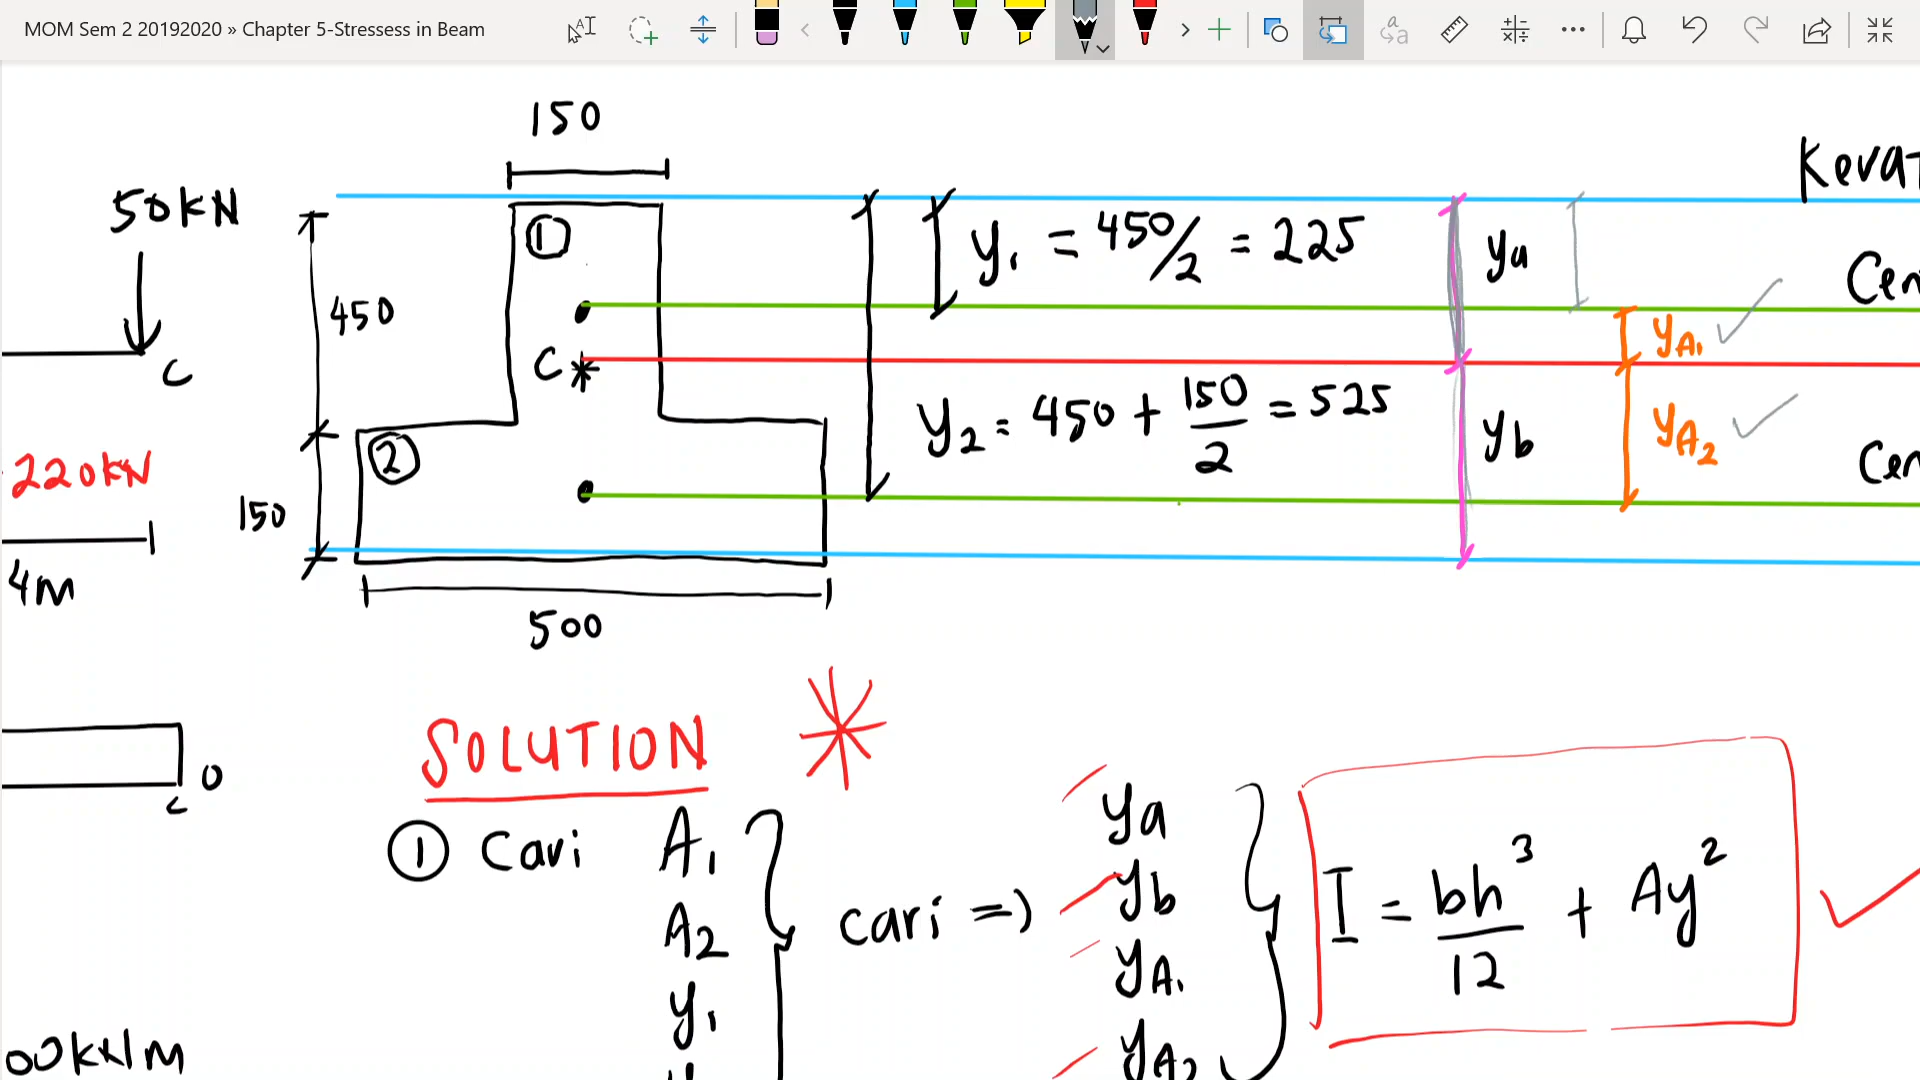 MOM Sem 2 20192020 » Chapter 5-Stressess in Beam
150
50kN
450
C
220kN
150
4m
500
①
C
②
y₁ = 450/2 = 225
y₂ = 450 + 150/2 = 525
ya
yb
yA₁
yA₂
0
c
SOLUTION
① Cari A₁
A₂
y₁
cari =>
ya
yb
yA₁
yA₂
I = bh³/12 + Ay²